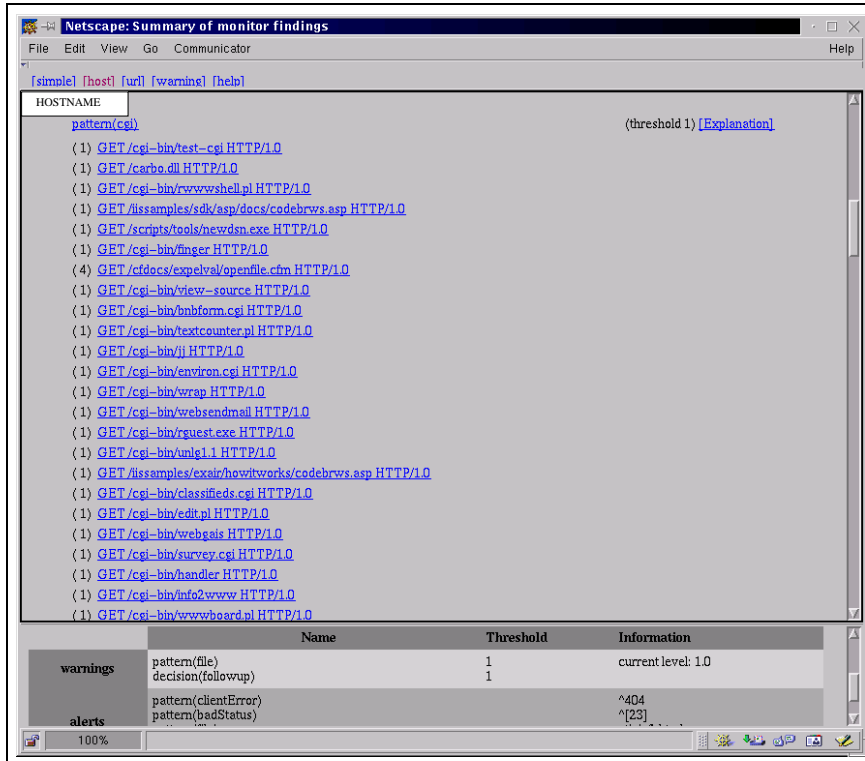 Netscape: Summary of monitor findings
File Edit View Go Communicator Help
[simple] [host] [url] [warning] [help]
HOSTNAME
pattern(cgi) (threshold 1) [Explanation]
( 1) GET /cgi-bin/test-cgi HTTP/1.0
( 1) GET /carbo.dll HTTP/1.0
( 1) GET /cgi-bin/rwwwshell.pl HTTP/1.0
( 1) GET /iissamples/sdk/asp/docs/codebrws.asp HTTP/1.0
( 1) GET /scripts/tools/newdsn.exe HTTP/1.0
( 1) GET /cgi-bin/finger HTTP/1.0
( 4) GET /cfdocs/expelval/openfile.cfm HTTP/1.0
( 1) GET /cgi-bin/view-source HTTP/1.0
( 1) GET /cgi-bin/bnbform.cgi HTTP/1.0
( 1) GET /cgi-bin/textcounter.pl HTTP/1.0
( 1) GET /cgi-bin/jj HTTP/1.0
( 1) GET /cgi-bin/environ.cgi HTTP/1.0
( 1) GET /cgi-bin/wrap HTTP/1.0
( 1) GET /cgi-bin/websendmail HTTP/1.0
( 1) GET /cgi-bin/rguest.exe HTTP/1.0
( 1) GET /cgi-bin/unlg1.1 HTTP/1.0
( 1) GET /iissamples/exair/howitworks/codebrws.asp HTTP/1.0
( 1) GET /cgi-bin/classifieds.cgi HTTP/1.0
( 1) GET /cgi-bin/edit.pl HTTP/1.0
( 1) GET /cgi-bin/webgais HTTP/1.0
( 1) GET /cgi-bin/survey.cgi HTTP/1.0
( 1) GET /cgi-bin/handler HTTP/1.0
( 1) GET /cgi-bin/info2www HTTP/1.0
( 1) GET /cgi-bin/wwwboard.pl HTTP/1.0
Name Threshold Information
warnings
pattern(file) 1 current level: 1.0
decision(followup) 1
alerts
pattern(clientError) ^404
pattern(badStatus) ^[23]
100%